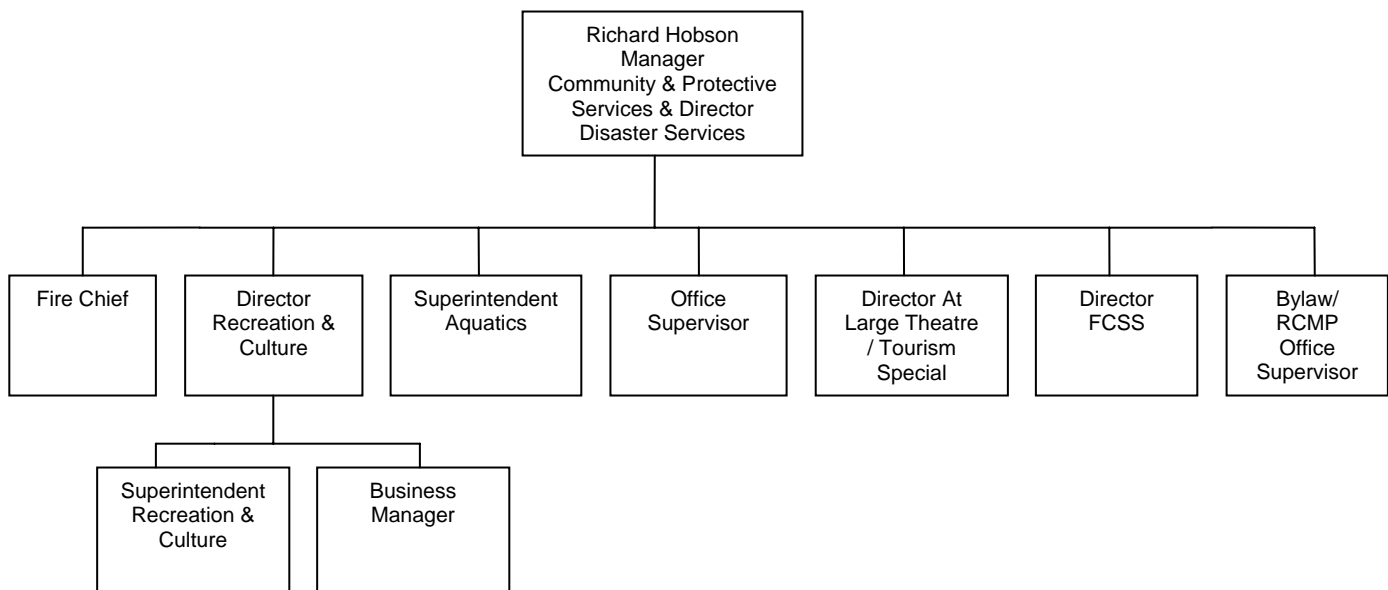 Richard Hobson
Manager
Community & Protective
Services & Director
Disaster Services
Fire Chief
Director
Recreation &
Culture
Superintendent
Aquatics
Office
Supervisor
Director At
Large Theatre
/ Tourism
Special
Director
FCSS
Bylaw/
RCMP
Office
Supervisor
Superintendent
Recreation &
Culture
Business
Manager